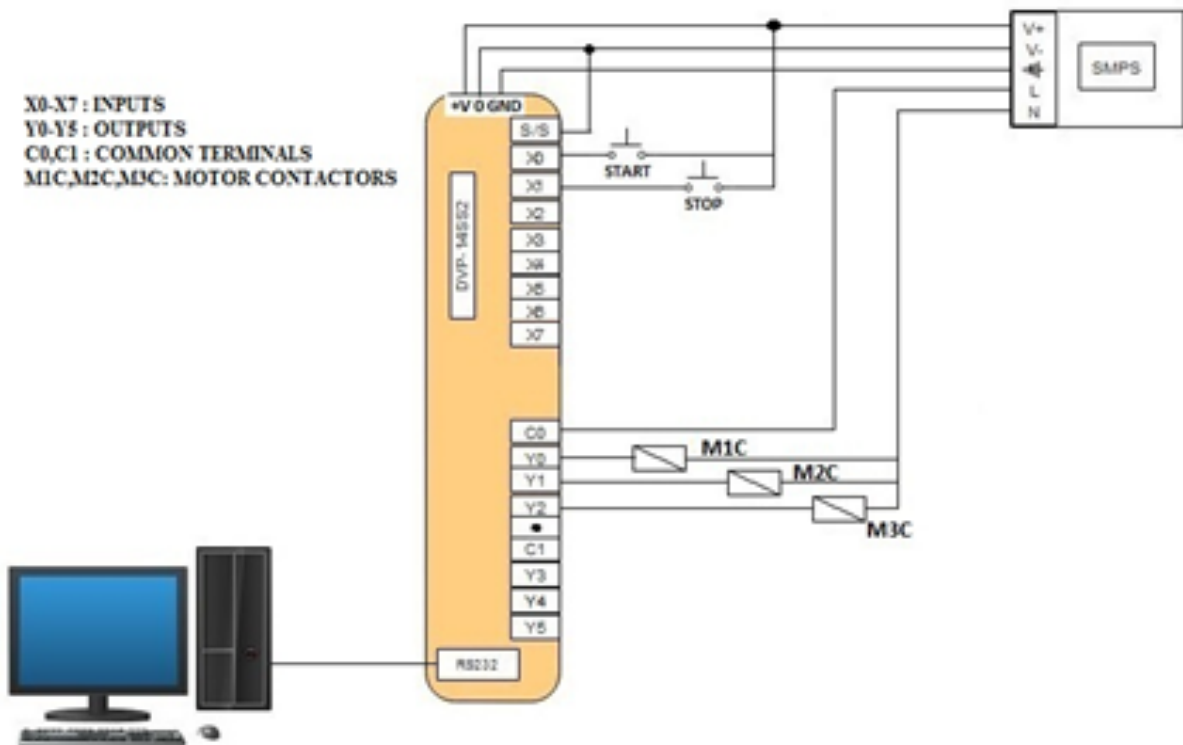 X0-X7 : INPUTS
Y0-Y5 : OUTPUTS
C0,C1 : COMMON TERMINALS
M1C,M2C,M3C: MOTOR CONTACTORS
+V 0 GND
DVP-14SS2
S/S
X0
X1
X2
X3
X4
X5
X6
X7
START
STOP
V+
V-
L
N
SMPS
C0
Y0
Y1
Y2
C1
Y3
Y4
Y5
M1C
M2C
M3C
RS232